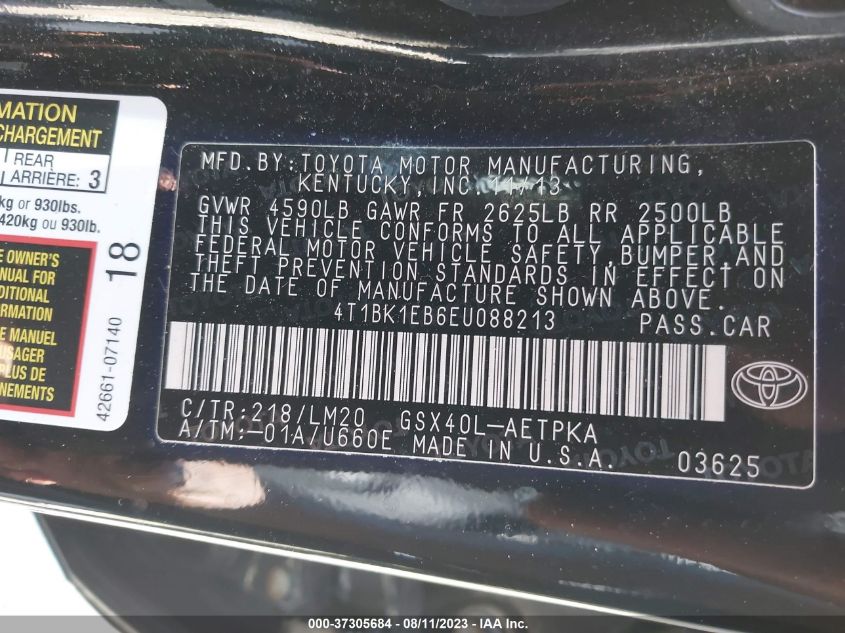 MATION
CHARGEMENT
REAR
ARRIÈRE: 3
kg or 930lbs.
420kg ou 930lb.
E OWNER'S
ANUAL FOR
DDITIONAL
ORMATION
E MANUEL
USAGER
PLUS DE
GNEMENTS
18
42661-07140
MFD.BY:TOYOTA MOTOR MANUFACTURING,
KENTUCKY,INC. 11/13
GVWR 4590LB GAWR FR 2625LB RR 2500LB
THIS VEHICLE CONFORMS TO ALL APPLICABLE
FEDERAL MOTOR VEHICLE SAFETY,BUMPER,AND
THEFT PREVENTION STANDARDS IN EFFECT ON
THE DATE OF MANUFACTURE SHOWN ABOVE.
4T1BK1EB6EU088213 PASS.CAR
C/TR:218/LM20 GSX40L-AETPKA
A/TM:-01A/U660E MADE IN U.S.A. 03625
000-37305684 - 08/11/2023 - IAA Inc.